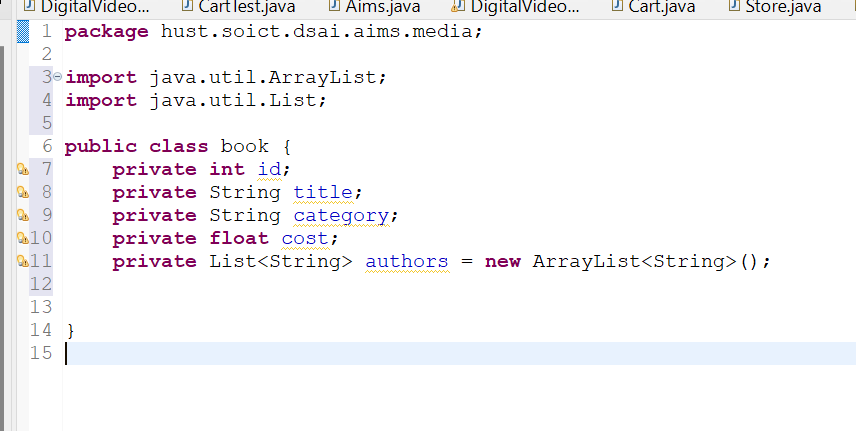 DigitalVideo... CartTest.java Aims.java DigitalVideo... Cart.java Store.java
1 package hust.soict.dsai.aims.media;
2
3 import java.util.ArrayList;
4 import java.util.List;
5
6 public class book {
7 private int id;
8 private String title;
9 private String category;
10 private float cost;
11 private List<String> authors = new ArrayList<String>();
12
13
14 }
15